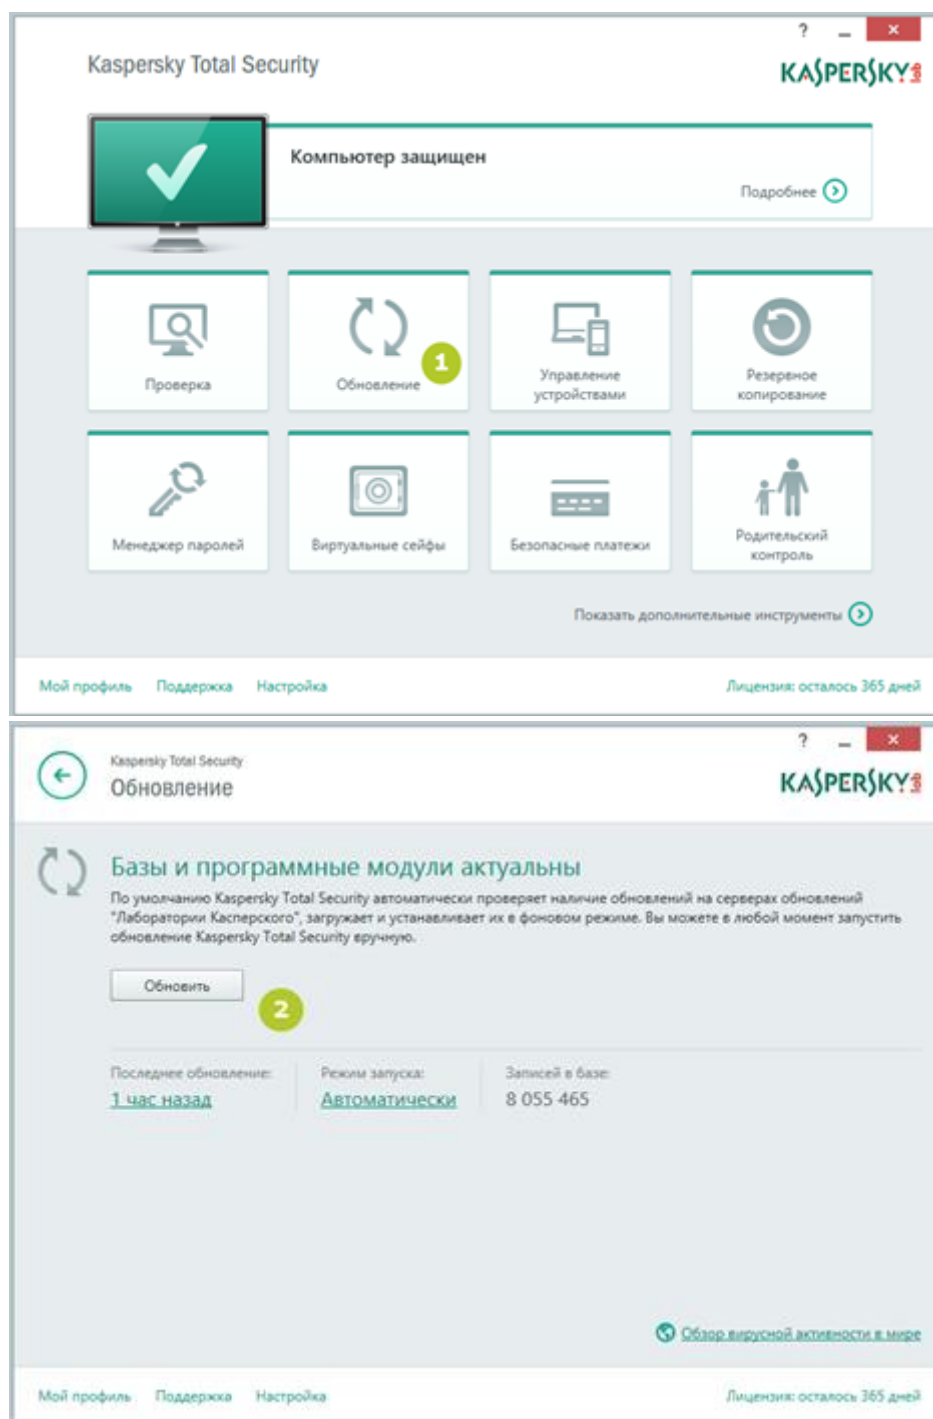 ? _ ×
Kaspersky Total Security
KASPERSKY lab
Компьютер защищен
Подробнее
1
Проверка
Обновление
Управление
устройствами
Резервное
копирование
Менеджер паролей
Виртуальные сейфы
Безопасные платежи
Родительский
контроль
Показать дополнительные инструменты
Мой профиль Поддержка Настройка Лицензия: осталось 365 дней
? _ ×
Kaspersky Total Security
Обновление
KASPERSKY lab
Базы и программные модули актуальны
По умолчанию Kaspersky Total Security автоматически проверяет наличие обновлений на серверах обновлений
"Лаборатории Касперского", загружает и устанавливает их в фоновом режиме. Вы можете в любой момент запустить
обновление Kaspersky Total Security вручную.
Обновить
2
Последнее обновление: Режим запуска: Записей в базе:
1 час назад Автоматически 8 055 465
Обзор вирусной активности в мире
Мой профиль Поддержка Настройка Лицензия: осталось 365 дней